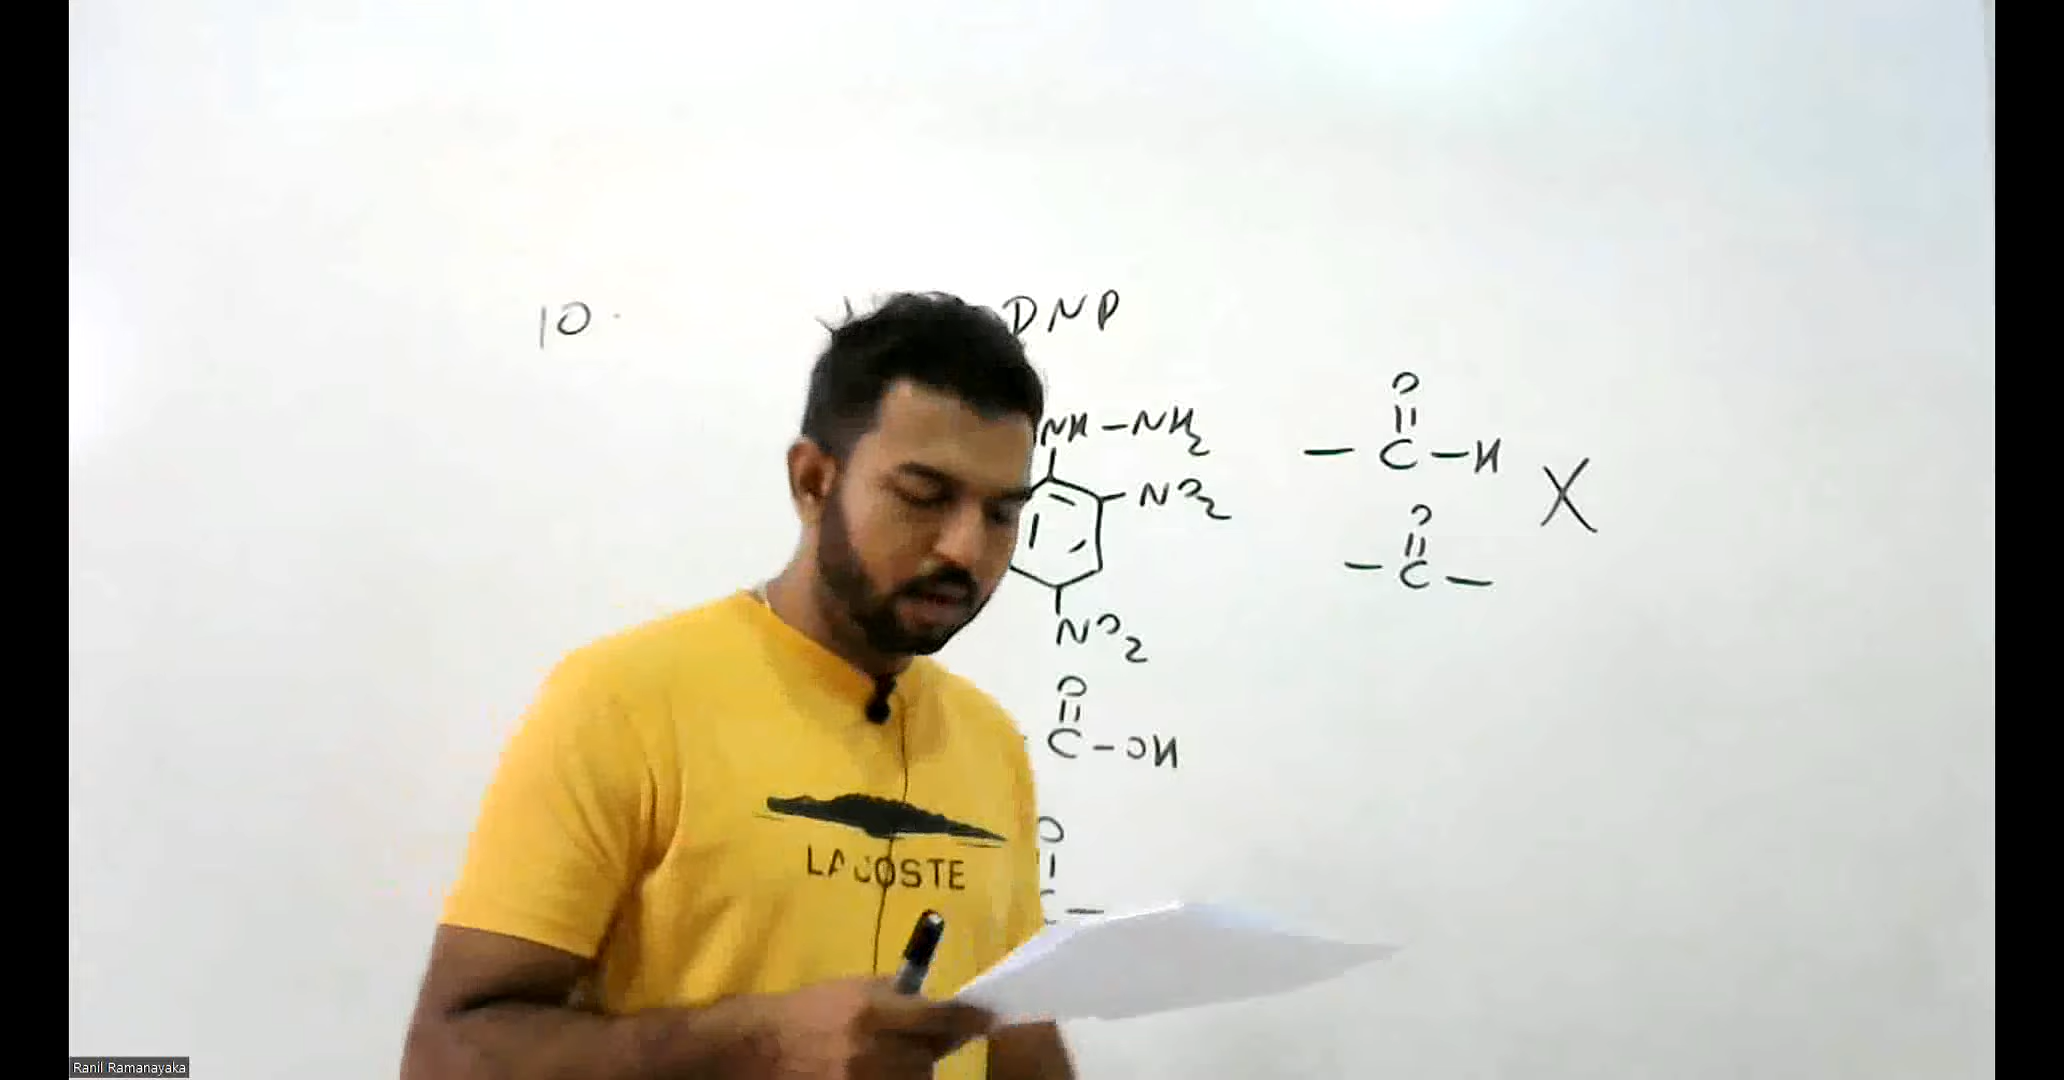 10.
DNP
NH-NH2
NO2
NO2
O
C-OH
O
- C-H
X
O
- C -
O
LACOSTE
Ranil Ramanayaka